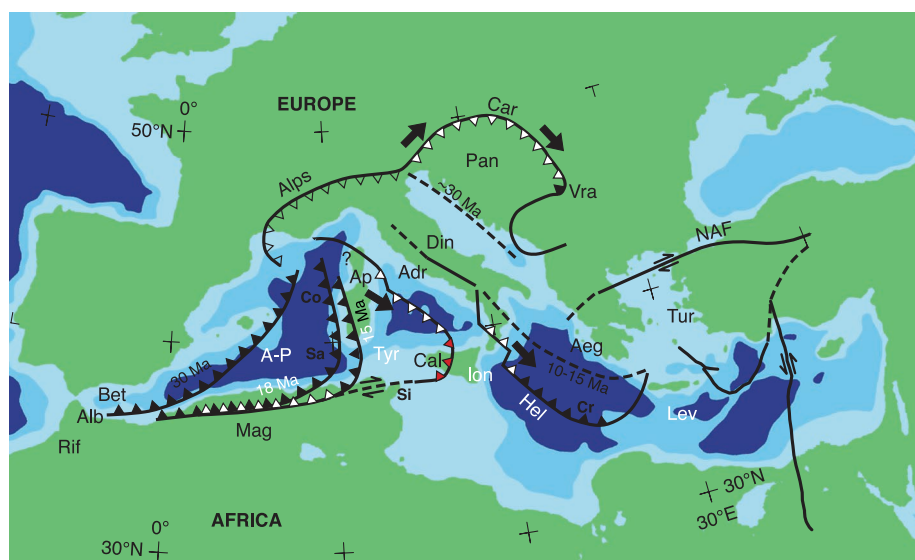 EUROPE
0°
50°N
Car
Pan
Alps
Vra
~30 Ma
NAF
Din
?
Ap
Adr
Co
15 Ma
Tur
A-P
Sa
Tyr
Cal
Aeg
30 Ma
Ion
10-15 Ma
Bet
18 Ma
Si
Hel
Cr
Lev
Alb
Mag
Rif
30°N
30°E
AFRICA
0°
30°N